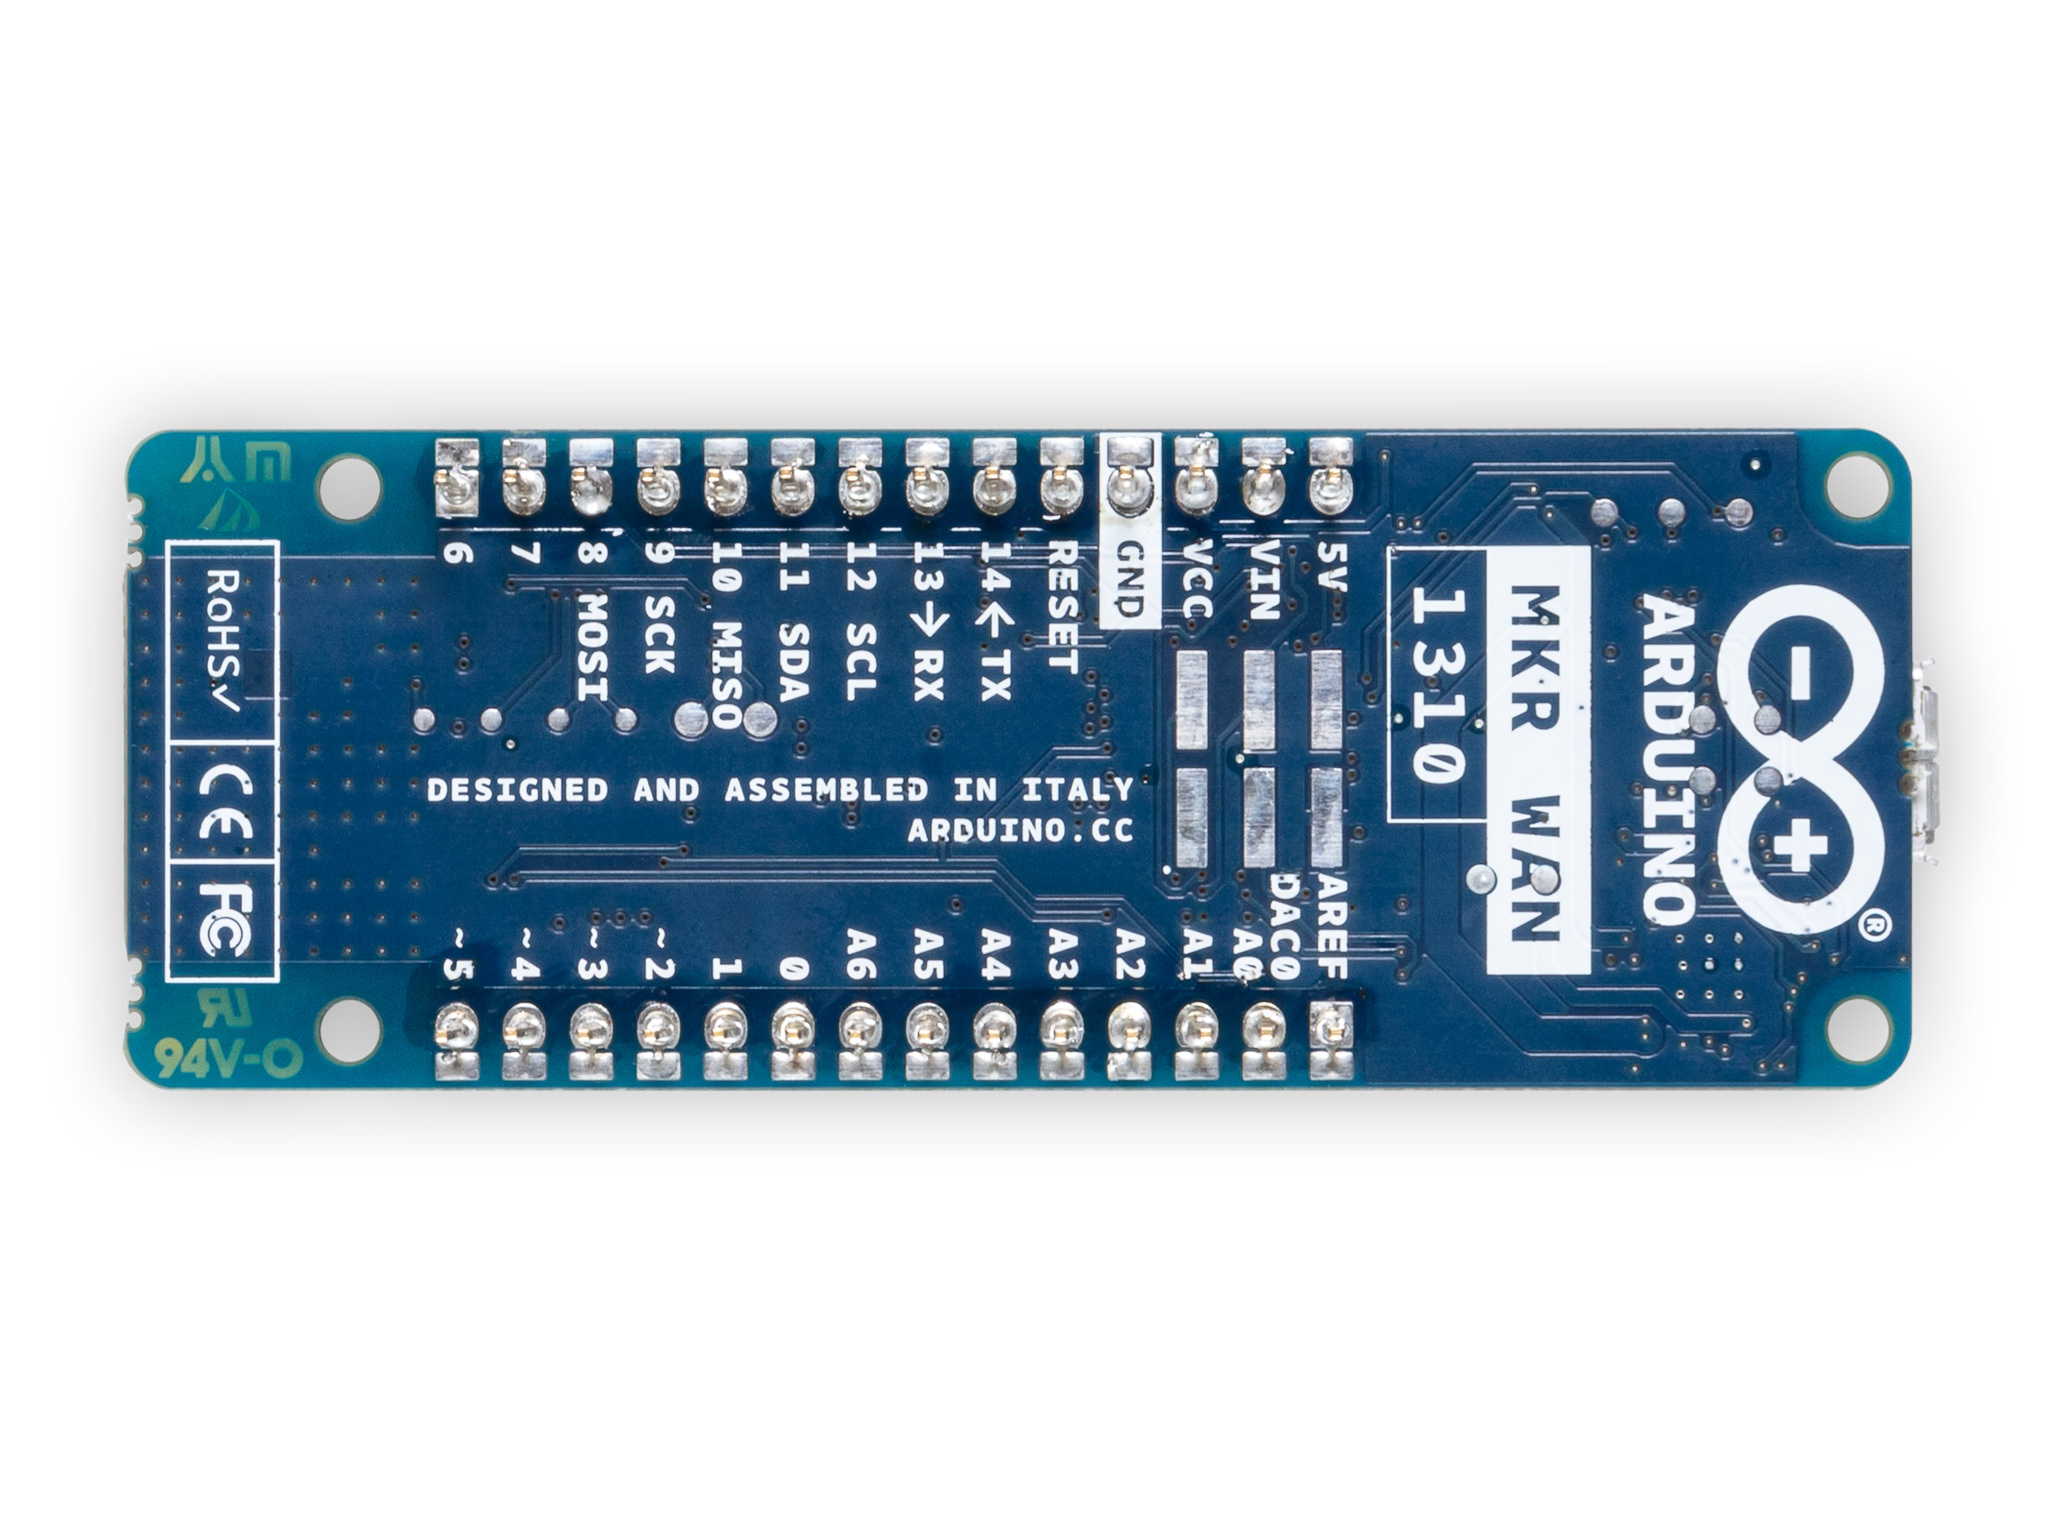 6
7
8 MOSI
9 SCK
10 MISO
11 SDA
12 SCL
13→RX
14←TX
RESET
GND
VCC
VIN
5V
MKR WAN
1310
ARDUINO
®
RoHS✓
CE
FC
DESIGNED AND ASSEMBLED IN ITALY
ARDUINO.CC
~5
~4
~3
~2
1
0
A6
A5
A4
A3
A2
A1
A0
DAC0
AREF
94V-0